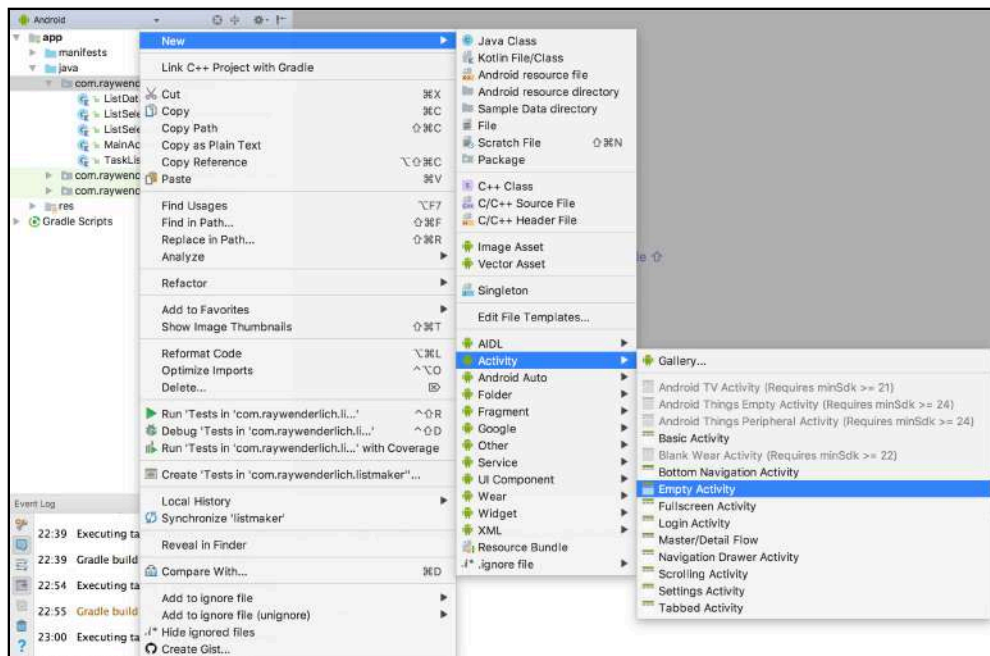 Android
app
manifests
java
com.raywend
ListDat
ListSele
ListSele
MainAc
TaskLis
com.raywend
com.raywend
res
Gradle Scripts
New
Link C++ Project with Gradle
Cut ⌘X
Copy ⌘C
Copy Path ⇧⌘C
Copy as Plain Text
Copy Reference ⌥⇧⌘C
Paste ⌘V
Find Usages ⌥F7
Find in Path... ⇧⌘F
Replace in Path... ⇧⌘R
Analyze
Refactor
Add to Favorites
Show Image Thumbnails ⇧⌘T
Reformat Code ⌥⌘L
Optimize Imports ^⌥O
Delete... ⌦
Run 'Tests in 'com.raywenderlich.li...' ^⇧R
Debug 'Tests in 'com.raywenderlich.li...' ^⇧D
Run 'Tests in 'com.raywenderlich.li...' with Coverage
Create 'Tests in 'com.raywenderlich.listmaker''...
Local History
Synchronize 'listmaker'
Reveal in Finder
Compare With... ⌘D
Add to ignore file
Add to ignore file (unignore)
Hide ignored files
Create Gist...
Java Class
Kotlin File/Class
Android resource file
Android resource directory
Sample Data directory
File
Scratch File ⇧⌘N
Package
C++ Class
C/C++ Source File
C/C++ Header File
Image Asset
Vector Asset
Singleton
Edit File Templates...
AIDL
Activity
Android Auto
Folder
Fragment
Google
Other
Service
UI Component
Wear
Widget
XML
Resource Bundle
.ignore file
le ⇧
Gallery...
Android TV Activity (Requires minSdk >= 21)
Android Things Empty Activity (Requires minSdk >= 24)
Android Things Peripheral Activity (Requires minSdk >= 24)
Basic Activity
Blank Wear Activity (Requires minSdk >= 22)
Bottom Navigation Activity
Empty Activity
Fullscreen Activity
Login Activity
Master/Detail Flow
Navigation Drawer Activity
Scrolling Activity
Settings Activity
Tabbed Activity
Event Log
22:39 Executing ta
22:39 Gradle build
22:54 Executing ta
22:55 Gradle build
23:00 Executing ta